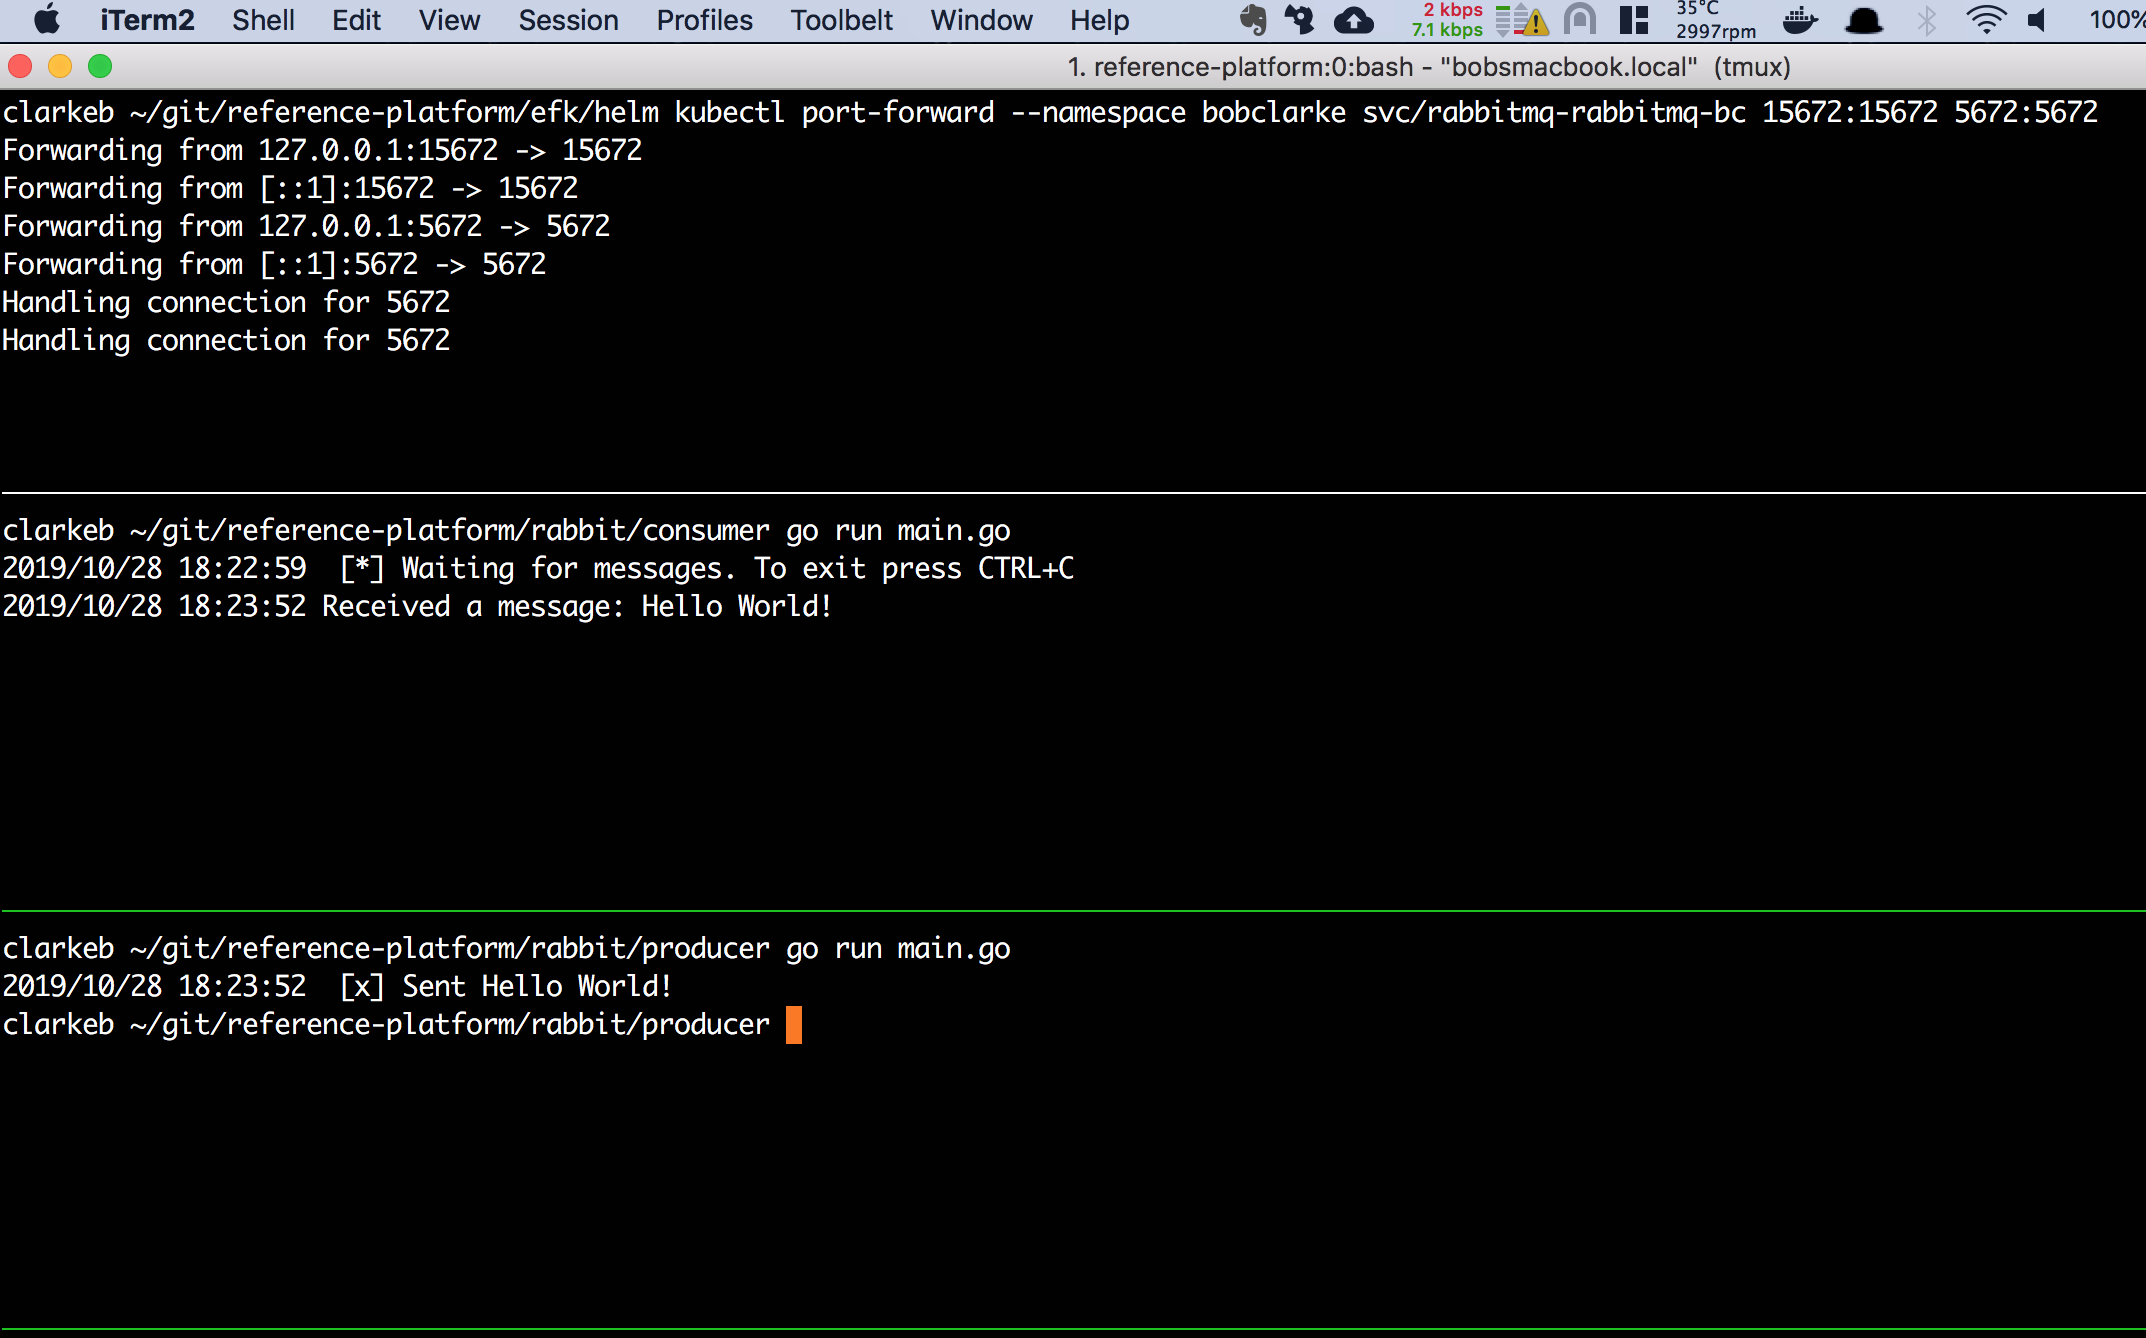 iTerm2 Shell Edit View Session Profiles Toolbelt Window Help 2 kbps 35°C
7.1 kbps 2997rpm 100%
1. reference-platform:0:bash - "bobsmacbook.local" (tmux)
clarkeb ~/git/reference-platform/efk/helm kubectl port-forward --namespace bobclarke svc/rabbitmq-rabbitmq-bc 15672:15672 5672:5672
Forwarding from 127.0.0.1:15672 -> 15672
Forwarding from [::1]:15672 -> 15672
Forwarding from 127.0.0.1:5672 -> 5672
Forwarding from [::1]:5672 -> 5672
Handling connection for 5672
Handling connection for 5672
clarkeb ~/git/reference-platform/rabbit/consumer go run main.go
2019/10/28 18:22:59  [*] Waiting for messages. To exit press CTRL+C
2019/10/28 18:23:52 Received a message: Hello World!
clarkeb ~/git/reference-platform/rabbit/producer go run main.go
2019/10/28 18:23:52  [x] Sent Hello World!
clarkeb ~/git/reference-platform/rabbit/producer